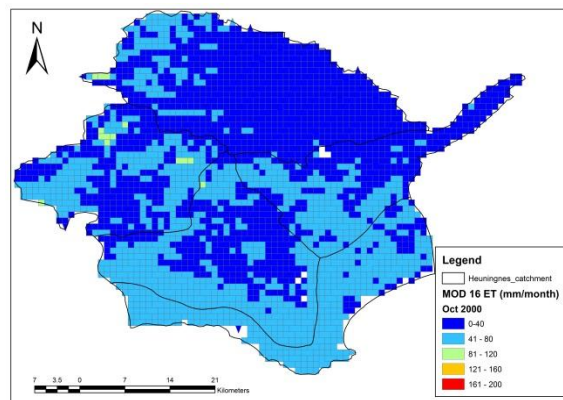 N
Legend
Heuningnes_catchment
MOD 16 ET (mm/month)
Oct 2000
0-40
41 - 80
81 - 120
121 - 160
161 - 200
7 3.5 0 7 14 21
Kilometers